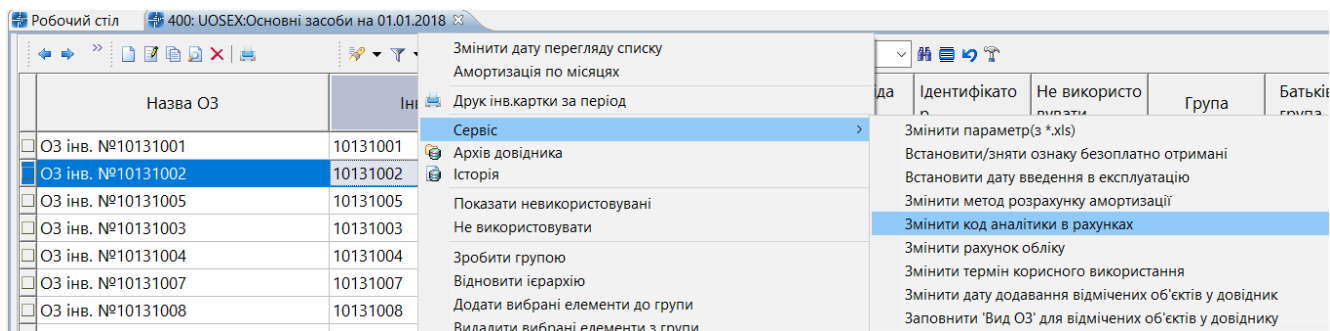 Робочий стіл
400: UOSEX:Основні засоби на 01.01.2018
Назва ОЗ
Ідентифікато
Не використо
Група
Змінити дату перегляду списку
Амортизація по місяцях
Друк інв.картки за період
Сервіс
Архів довідника
Історія
Показати невикористовувані
Не використовувати
Зробити групою
Відновити ієрархію
Додати вибрані елементи до групи
Видалити вибрані елементи з групи
Змінити параметр(з *.xls)
Встановити/зняти ознаку безоплатно отримані
Встановити дату введення в експлуатацію
Змінити метод розрахунку амортизації
Змінити код аналітики в рахунках
Змінити рахунок обліку
Змінити термін корисного використання
Змінити дату додавання відмічених об'єктів у довідник
Заповнити 'Вид ОЗ' для відмічених об'єктів у довіднику
ОЗ інв. №10131001 10131001
ОЗ інв. №10131002 10131002
ОЗ інв. №10131005 10131005
ОЗ інв. №10131003 10131003
ОЗ інв. №10131004 10131004
ОЗ інв. №10131007 10131007
ОЗ інв. №10131008 10131008